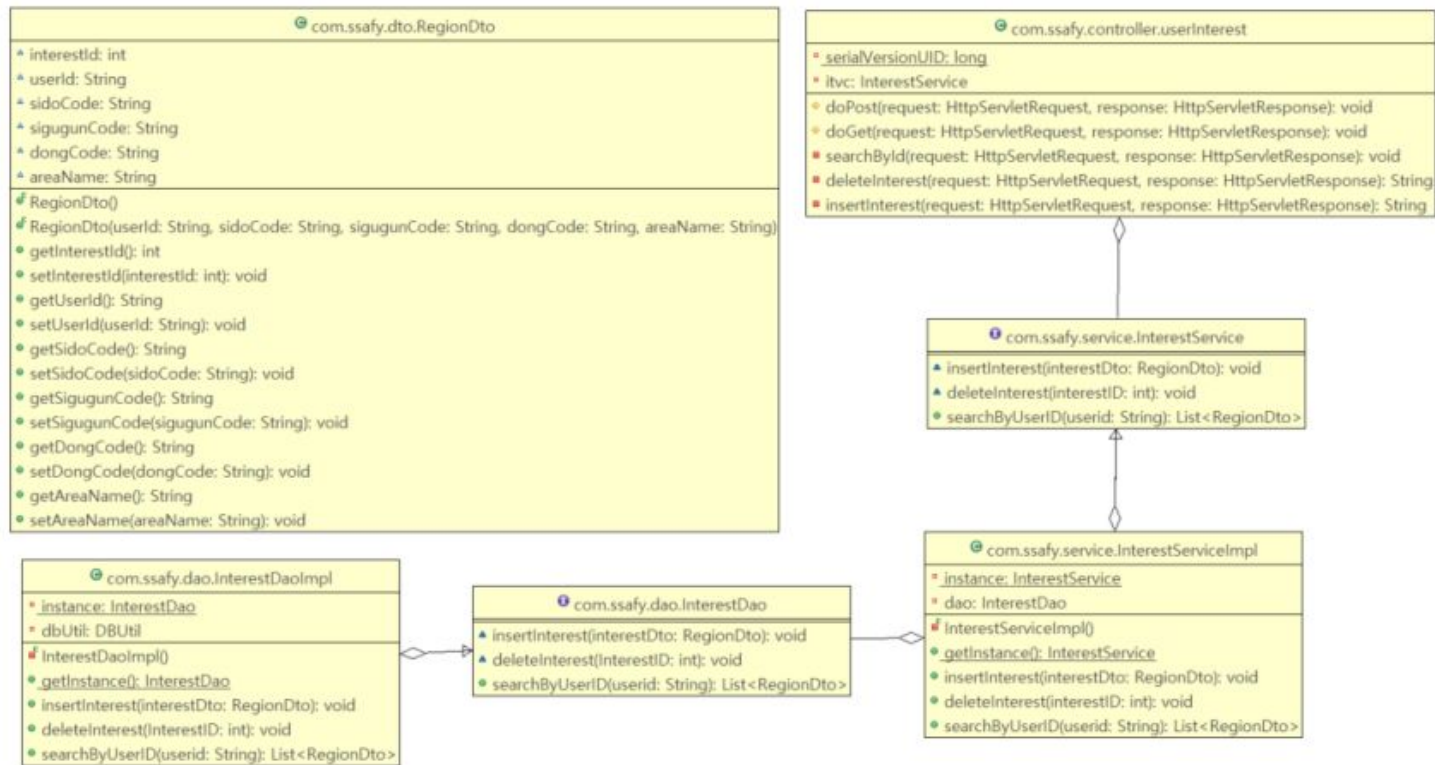 com.ssafy.dto.RegionDto
interestId: int
userId: String
sidoCode: String
sigugunCode: String
dongCode: String
areaName: String
RegionDto()
RegionDto(userId: String, sidoCode: String, sigugunCode: String, dongCode: String, areaName: String)
getInterestId(): int
setInterestId(interestId: int): void
getUserId(): String
setUserId(userId: String): void
getSidoCode(): String
setSidoCode(sidoCode: String): void
getSigugunCode(): String
setSigugunCode(sigugunCode: String): void
getDongCode(): String
setDongCode(dongCode: String): void
getAreaName(): String
setAreaName(areaName: String): void
com.ssafy.controller.userInterest
serialVersionUID: long
itvc: InterestService
doPost(request: HttpServletRequest, response: HttpServletResponse): void
doGet(request: HttpServletRequest, response: HttpServletResponse): void
searchById(request: HttpServletRequest, response: HttpServletResponse): void
deleteInterest(request: HttpServletRequest, response: HttpServletResponse): String
insertInterest(request: HttpServletRequest, response: HttpServletResponse): String
com.ssafy.service.InterestService
insertInterest(interestDto: RegionDto): void
deleteInterest(interestID: int): void
searchByUserID(userid: String): List<RegionDto>
com.ssafy.dao.InterestDaoImpl
instance: InterestDao
dbUtil: DBUtil
InterestDaoImpl()
getInstance(): InterestDao
insertInterest(interestDto: RegionDto): void
deleteInterest(InterestID: int): void
searchByUserID(userid: String): List<RegionDto>
com.ssafy.dao.InterestDao
insertInterest(interestDto: RegionDto): void
deleteInterest(InterestID: int): void
searchByUserID(userid: String): List<RegionDto>
com.ssafy.service.InterestServiceImpl
instance: InterestService
dao: InterestDao
InterestServiceImpl()
getInstance(): InterestService
insertInterest(interestDto: RegionDto): void
deleteInterest(interestID: int): void
searchByUserID(userid: String): List<RegionDto>